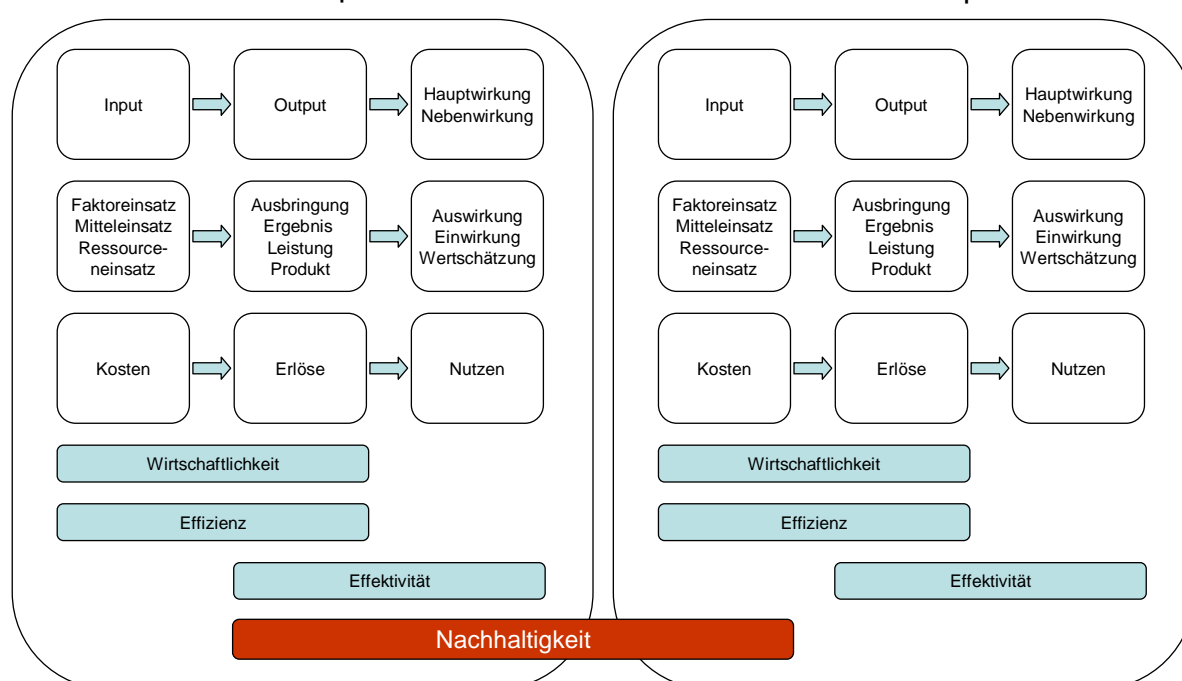 Input
Output
Hauptwirkung
Nebenwirkung
Faktoreinsatz
Mitteleinsatz
Ressource-
neinsatz
Ausbringung
Ergebnis
Leistung
Produkt
Auswirkung
Einwirkung
Wertschätzung
Kosten
Erlöse
Nutzen
Wirtschaftlichkeit
Effizienz
Effektivität
Input
Output
Hauptwirkung
Nebenwirkung
Faktoreinsatz
Mitteleinsatz
Ressource-
neinsatz
Ausbringung
Ergebnis
Leistung
Produkt
Auswirkung
Einwirkung
Wertschätzung
Kosten
Erlöse
Nutzen
Wirtschaftlichkeit
Effizienz
Effektivität
Nachhaltigkeit